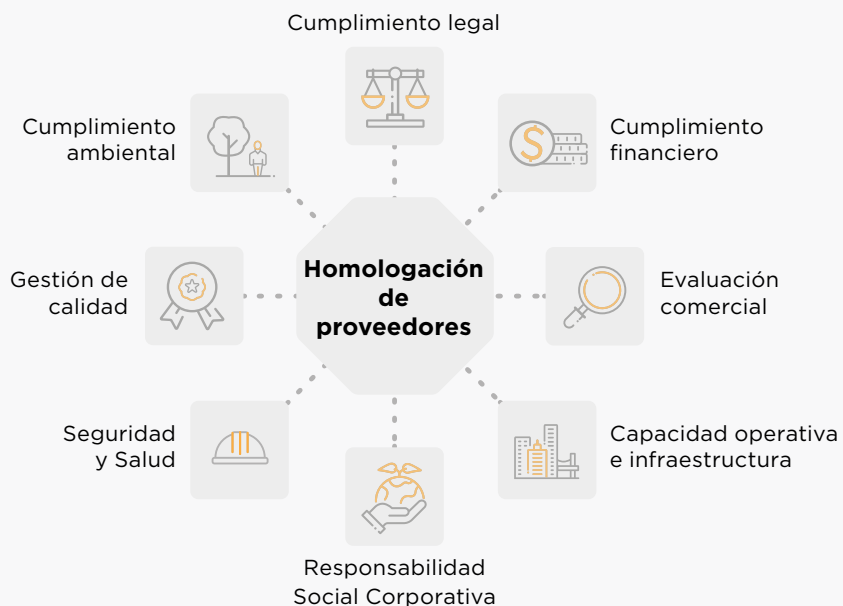 Cumplimiento legal
Cumplimiento
ambiental
Cumplimiento
financiero
Homologación
de
proveedores
Gestión de
calidad
Evaluación
comercial
Seguridad
y Salud
Capacidad operativa
e infraestructura
Responsabilidad
Social Corporativa